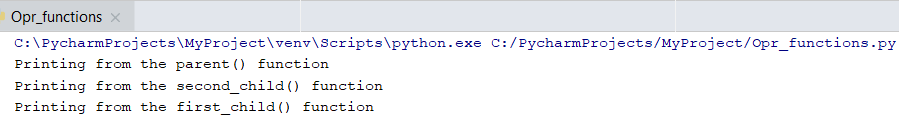 Opr_functions
C:\PycharmProjects\MyProject\venv\Scripts\python.exe C:/PycharmProjects/MyProject/Opr_functions.py
Printing from the parent() function
Printing from the second_child() function
Printing from the first_child() function